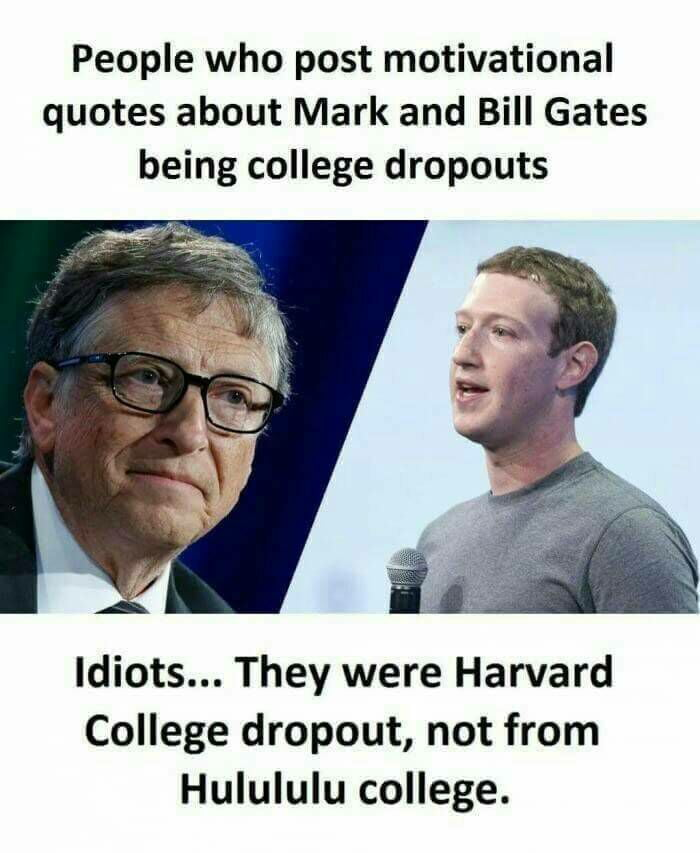 People who post motivational
quotes about Mark and Bill Gates
being college dropouts
Idiots... They were Harvard
College dropout, not from
Hulululu college.